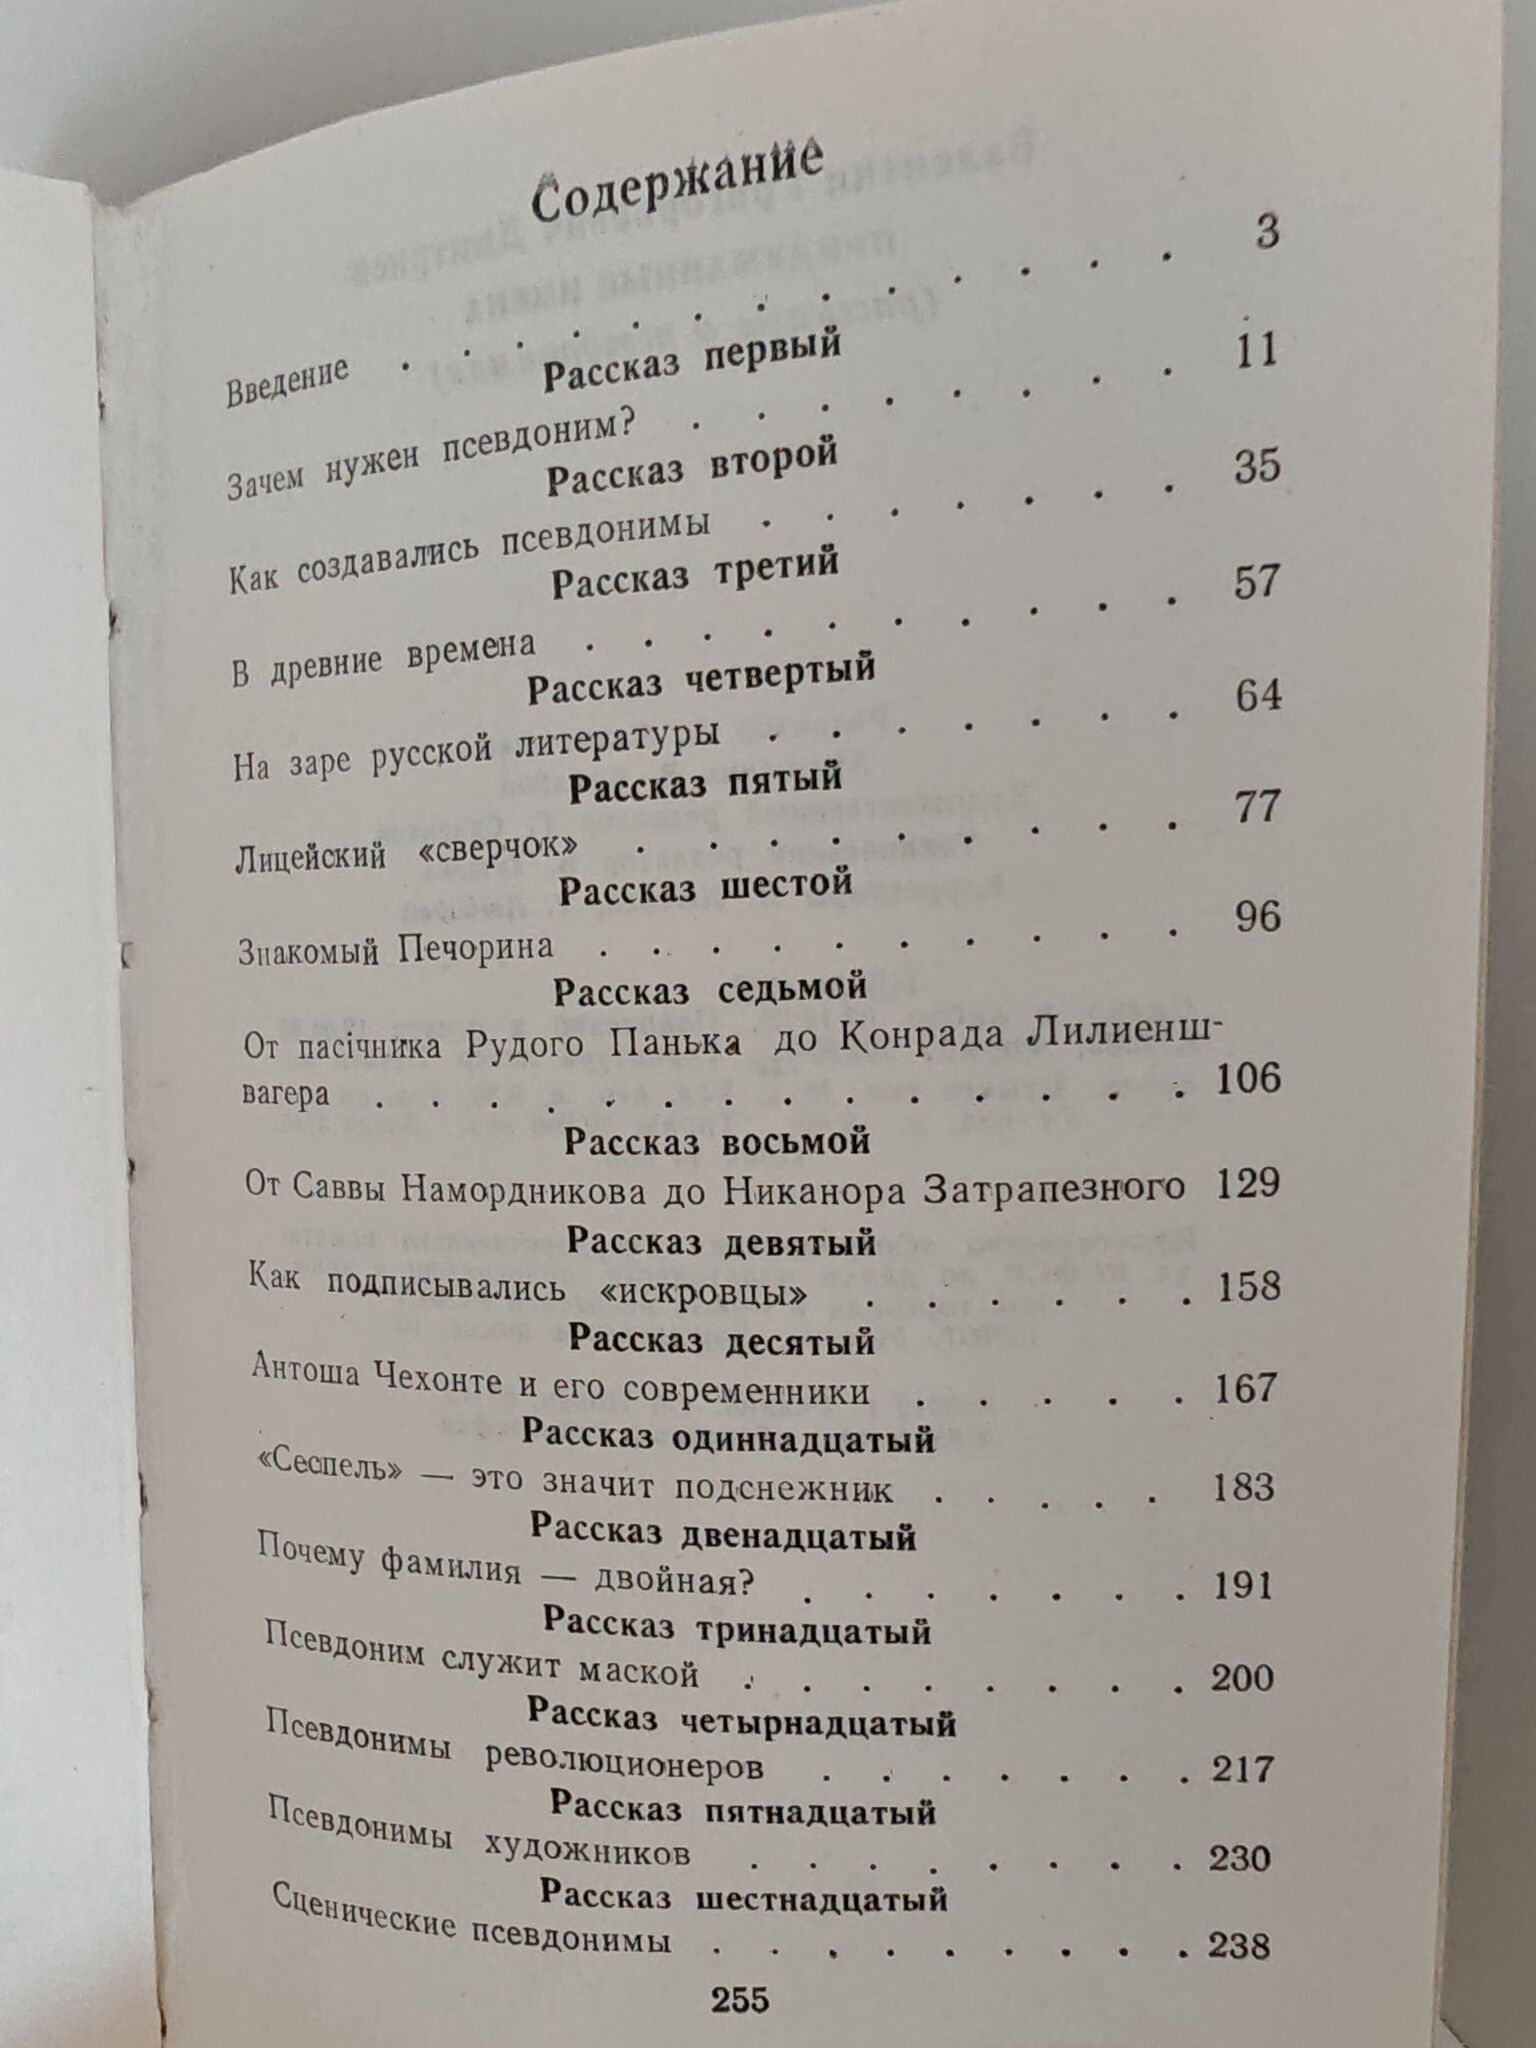 Содержание
Введение . . . . . . . . . . . . 3
Рассказ первый
Зачем нужен псевдоним? . . . . . . . . 11
Рассказ второй
Как создавались псевдонимы . . . . . . . 35
Рассказ третий
В древние времена . . . . . . . . . . 57
Рассказ четвертый
На заре русской литературы . . . . . . . 64
Рассказ пятый
Лицейский «сверчок» . . . . . . . . . 77
Рассказ шестой
Знакомый Печорина . . . . . . . . . . 96
Рассказ седьмой
От пасічника Рудого Панька до Конрада Лилиенш-
вагера . . . . . . . . . . . . . . 106
Рассказ восьмой
От Саввы Намордникова до Никанора Затрапезного 129
Рассказ девятый
Как подписывались «искровцы» . . . . . . 158
Рассказ десятый
Антоша Чехонте и его современники . . . . . 167
Рассказ одиннадцатый
«Сеспель» — это значит подснежник . . . . . 183
Рассказ двенадцатый
Почему фамилия — двойная? . . . . . . . 191
Рассказ тринадцатый
Псевдоним служит маской . . . . . . . . 200
Рассказ четырнадцатый
Псевдонимы революционеров . . . . . . . 217
Рассказ пятнадцатый
Псевдонимы художников . . . . . . . . 230
Рассказ шестнадцатый
Сценические псевдонимы . . . . . . . . . 238
255